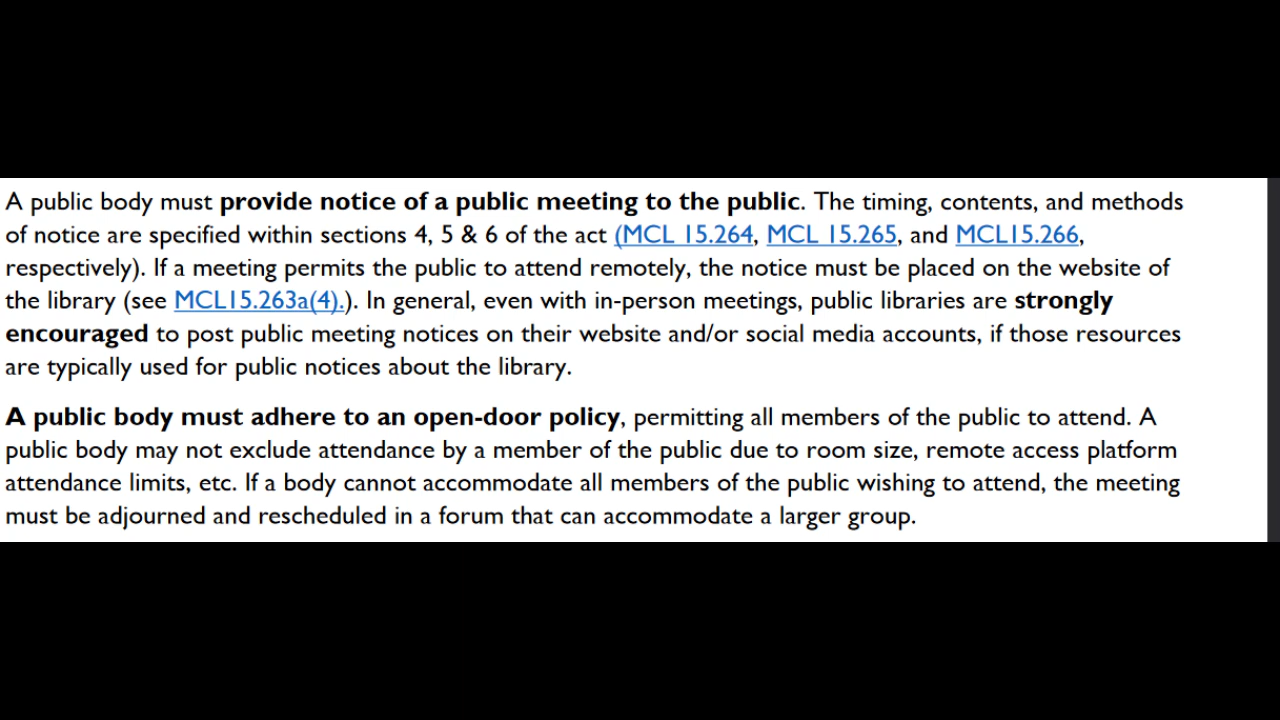 A public body must provide notice of a public meeting to the public. The timing, contents, and methods
of notice are specified within sections 4, 5 & 6 of the act (MCL 15.264, MCL 15.265, and MCL15.266,
respectively). If a meeting permits the public to attend remotely, the notice must be placed on the website of
the library (see MCL15.263a(4).). In general, even with in-person meetings, public libraries are strongly
encouraged to post public meeting notices on their website and/or social media accounts, if those resources
are typically used for public notices about the library.
A public body must adhere to an open-door policy, permitting all members of the public to attend. A
public body may not exclude attendance by a member of the public due to room size, remote access platform
attendance limits, etc. If a body cannot accommodate all members of the public wishing to attend, the meeting
must be adjourned and rescheduled in a forum that can accommodate a larger group.